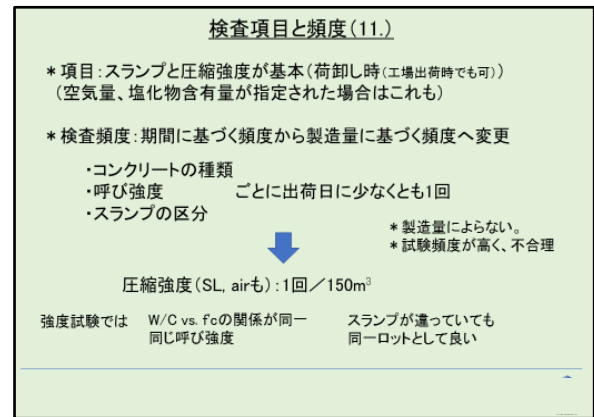 検査項目と頻度(11.)
＊項目：スランプと圧縮強度が基本(荷卸し時(工場出荷時でも可))
(空気量、塩化物含有量が指定された場合はこれも)
＊検査頻度：期間に基づく頻度から製造量に基づく頻度へ変更
・コンクリートの種類
・呼び強度　ごとに出荷日に少なくとも1回
・スランプの区分
＊製造量によらない。
＊試験頻度が高く、不合理
圧縮強度(SL, airも)：1回／150m³
強度試験では　W/C vs. fcの関係が同一　スランプが違っていても
同じ呼び強度　同一ロットとして良い